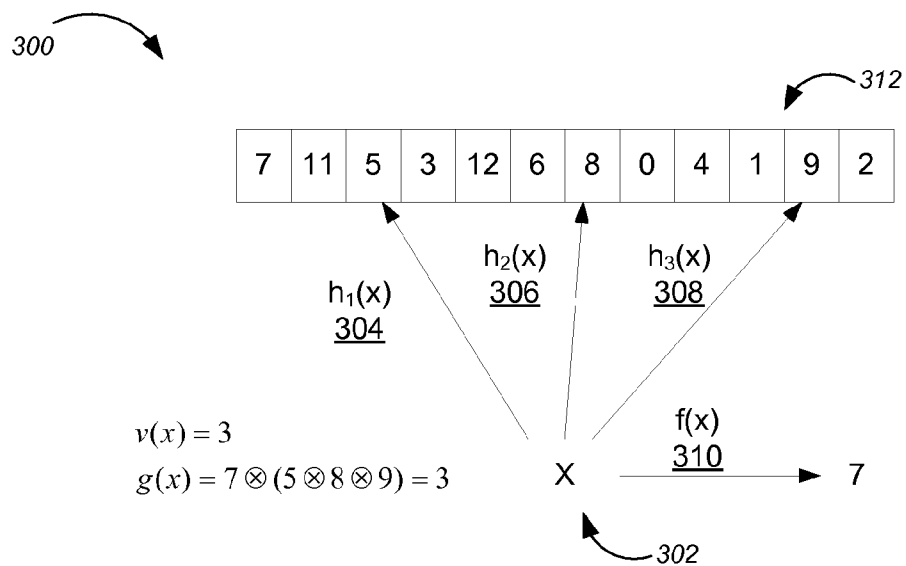 300
312
7 11 5 3 12 6 8 0 4 1 9 2
h₁(x)
304
h₂(x)
306
h₃(x)
308
v(x) = 3
g(x) = 7 ⊗ (5 ⊗ 8 ⊗ 9) = 3
f(x)
310
X
7
302